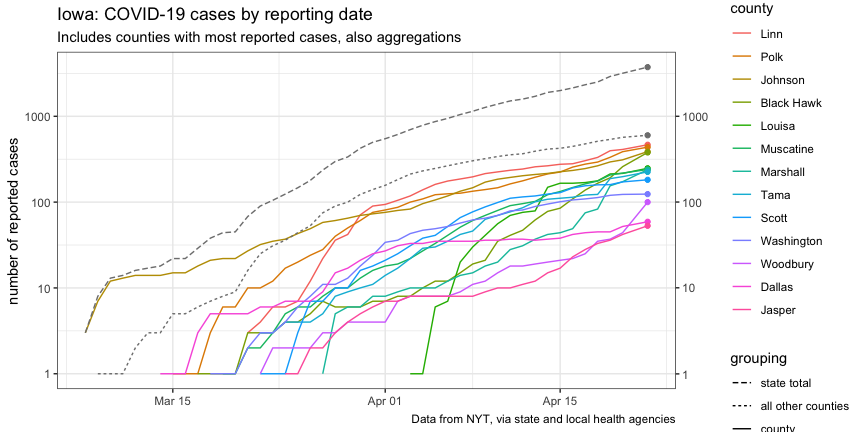 Iowa: COVID-19 cases by reporting date
Includes counties with most reported cases, also aggregations
number of reported cases
1000
100
10
1
1000
100
10
1
Mar 15
Apr 01
Apr 15
Data from NYT, via state and local health agencies
county
Linn
Polk
Johnson
Black Hawk
Louisa
Muscatine
Marshall
Tama
Scott
Washington
Woodbury
Dallas
Jasper
grouping
state total
all other counties
county